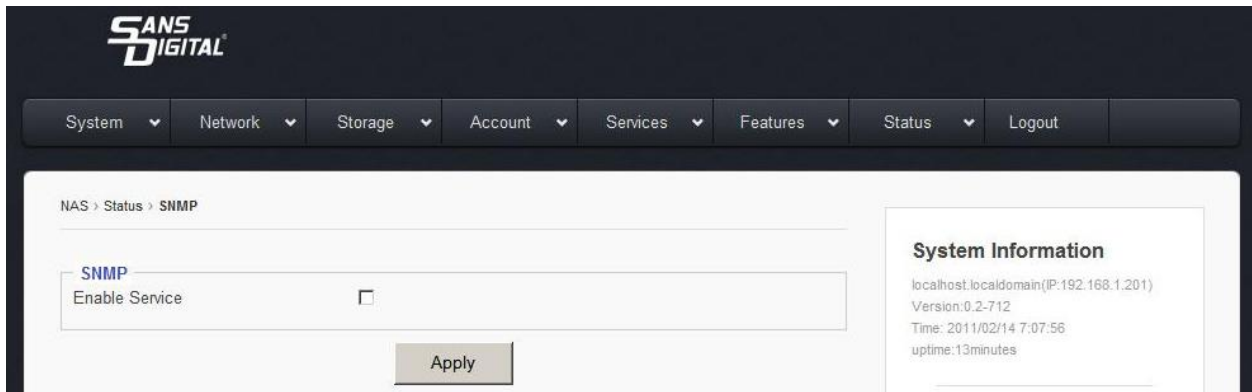 SANS DIGITAL
System Network Storage Account Services Features Status Logout
NAS › Status › SNMP
SNMP
Enable Service
Apply
System Information
localhost.localdomain(IP:192.168.1.201)
Version:0.2-712
Time: 2011/02/14 7:07:56
uptime:13minutes